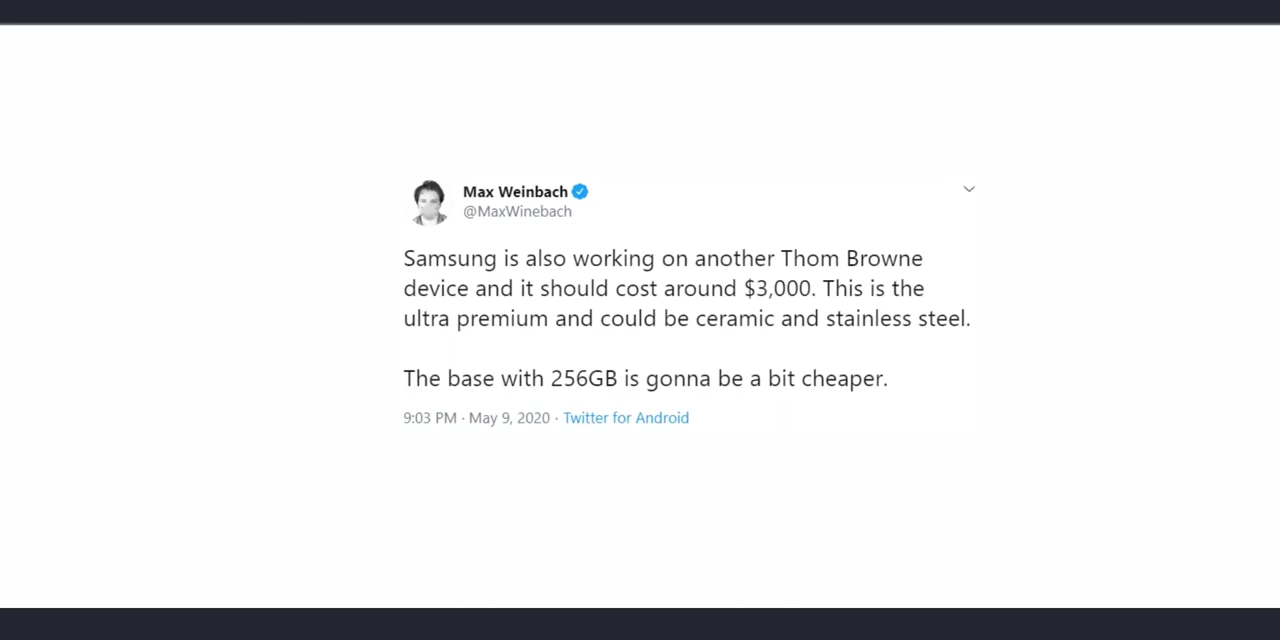 Max Weinbach
@MaxWinebach
Samsung is also working on another Thom Browne
device and it should cost around $3,000. This is the
ultra premium and could be ceramic and stainless steel.
The base with 256GB is gonna be a bit cheaper.
9:03 PM · May 9, 2020 · Twitter for Android